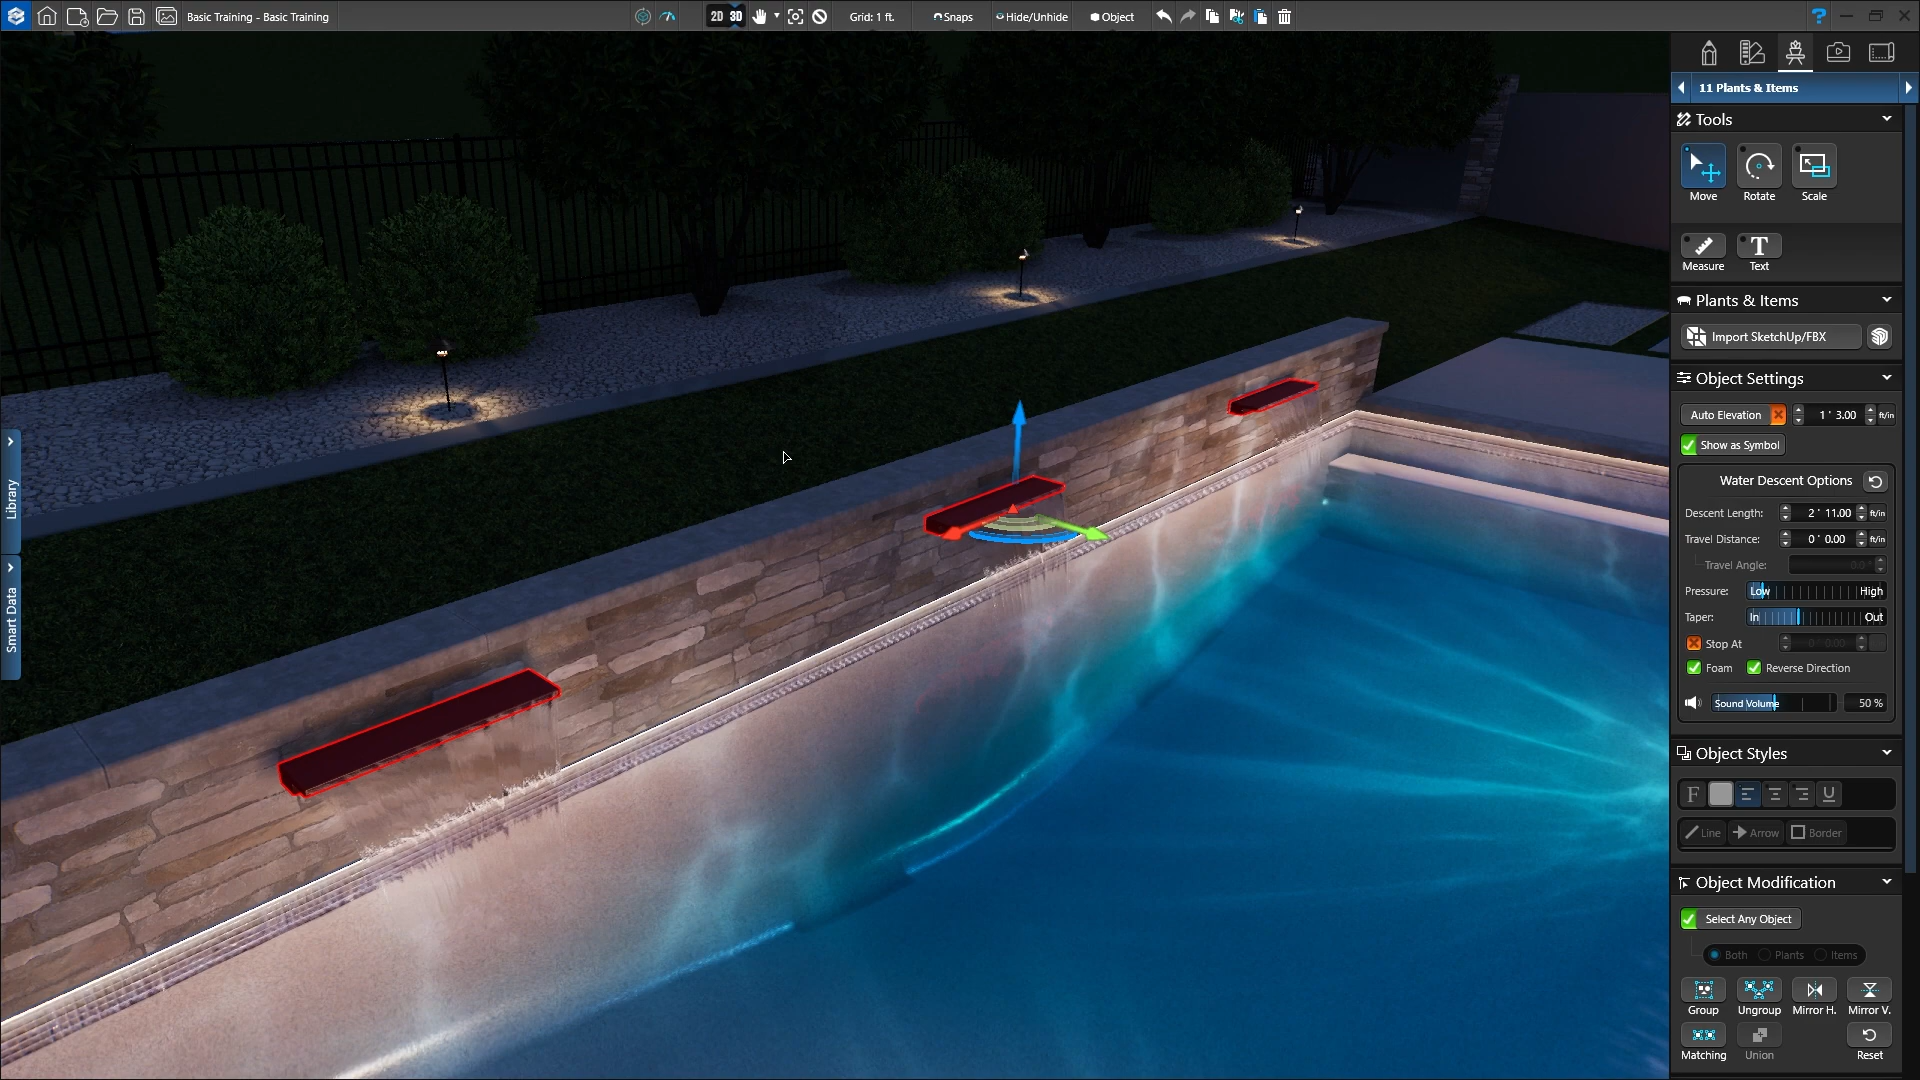 Basic Training - Basic Training
2D 3D
Grid: 1 ft.
Snaps
Hide/Unhide
Object
?
11 Plants & Items
Tools
Move
Rotate
Scale
Measure
Text
Plants & Items
Import SketchUp/FBX
Object Settings
Auto Elevation
1 ' 3.00
ft/in
Show as Symbol
Water Descent Options
Descent Length:
2 ' 11.00
ft/in
Travel Distance:
0 ' 0.00
ft/in
Travel Angle:
0.0 °
Pressure:
Low
High
Taper:
In
Out
Stop At
0 ' 0.00
Foam
Reverse Direction
Sound Volume
50 %
Object Styles
F
U
Line
Arrow
Border
Object Modification
Select Any Object
Both
Plants
Items
Group
Ungroup
Mirror H.
Mirror V.
Matching
Union
Reset
Library
Smart Data